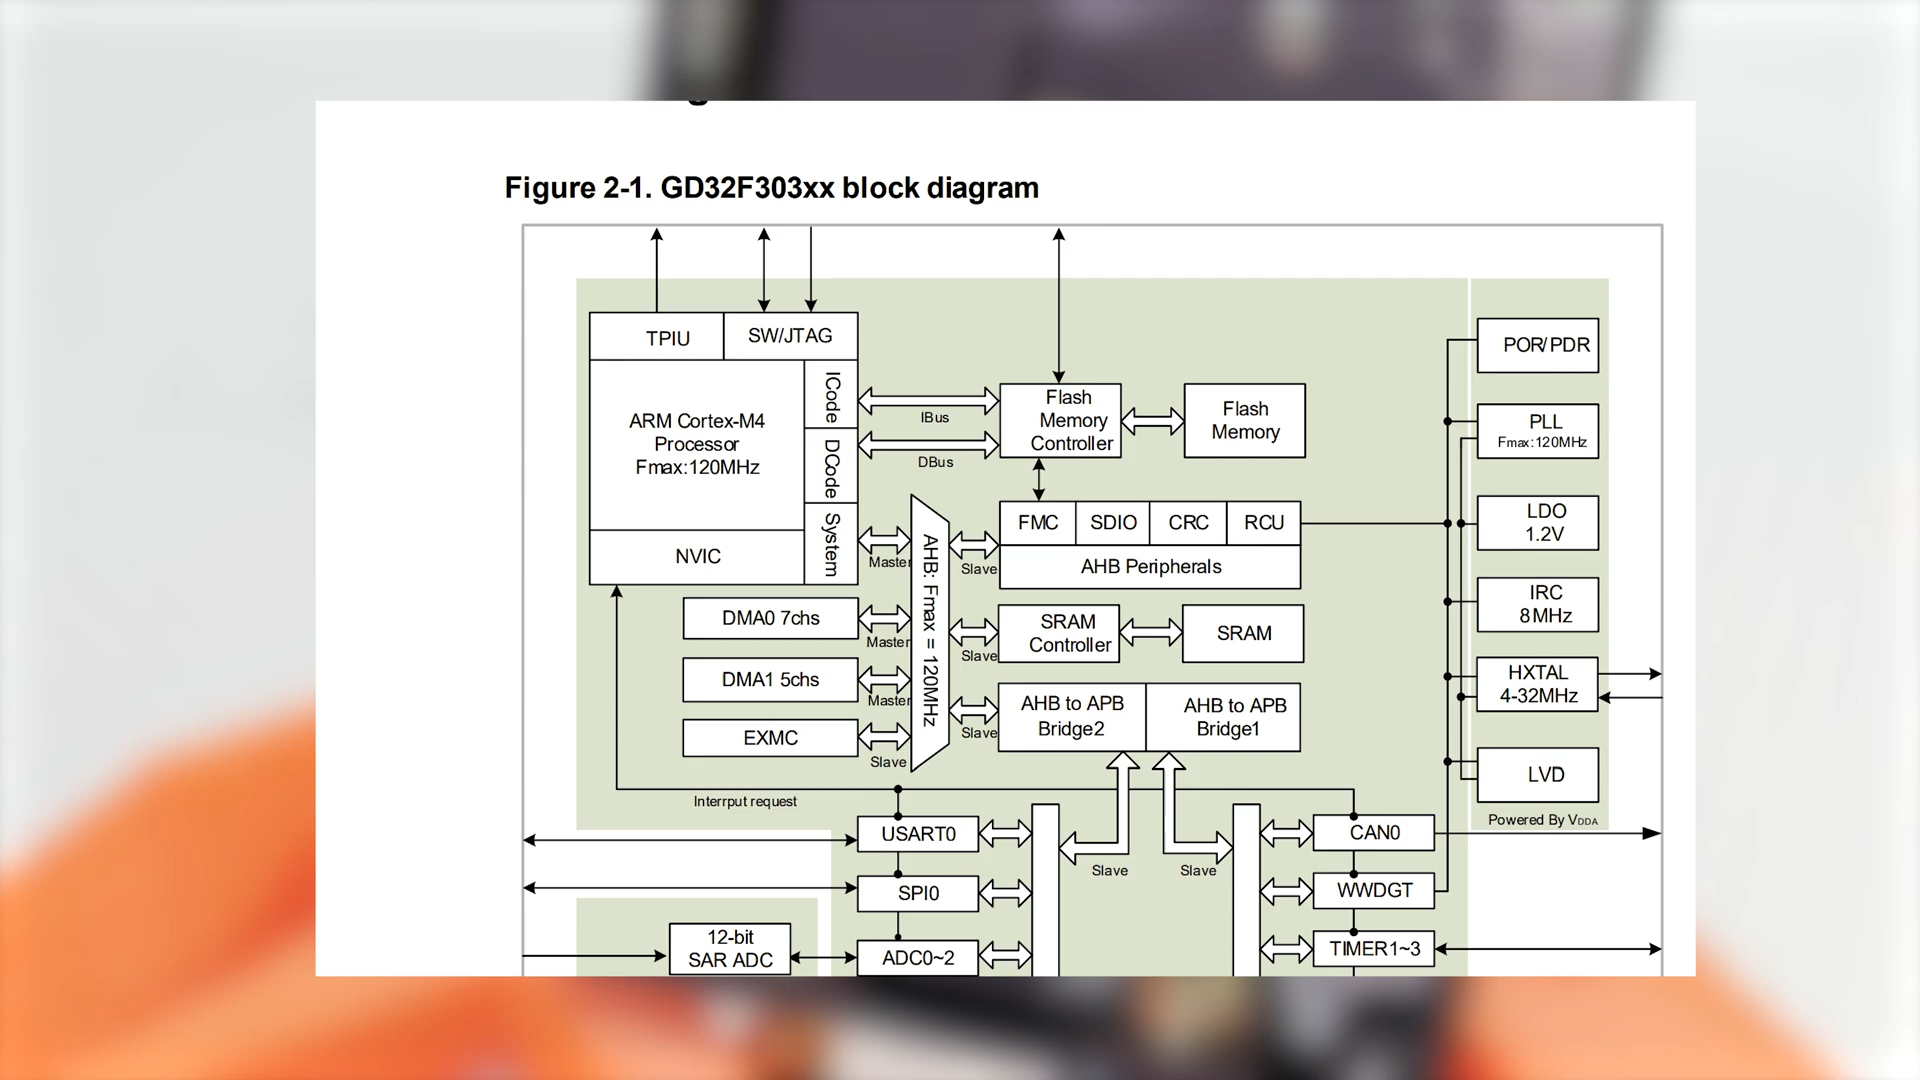 Figure 2-1. GD32F303xx block diagram
TPIU
SW/JTAG
POR/PDR
ICode
ARM Cortex-M4
Processor
Fmax:120MHz
IBus
Flash
Memory
Controller
Flash
Memory
PLL
Fmax:120MHz
DCode
DBus
System
NVIC
Master
AHB: Fmax = 120MHz
Slave
FMC
SDIO
CRC
RCU
AHB Peripherals
LDO
1.2V
DMA0 7chs
Master
Slave
SRAM
Controller
SRAM
IRC
8MHz
DMA1 5chs
Master
Slave
AHB to APB
Bridge2
AHB to APB
Bridge1
HXTAL
4-32MHz
EXMC
Slave
LVD
Interrput request
Powered By VDDA
USART0
Slave
Slave
CAN0
SPI0
WWDGT
12-bit
SAR ADC
ADC0~2
TIMER1~3